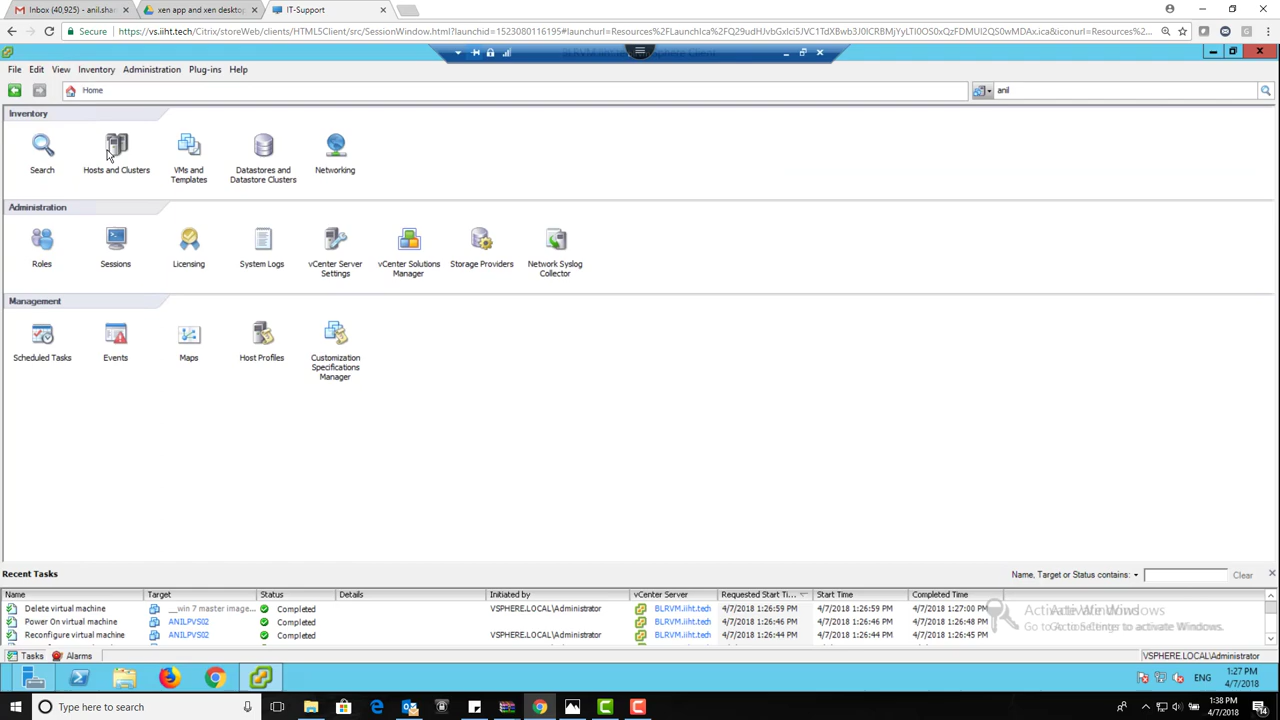 Inbox (40,925) - anil.shar
xen app and xen desktop
IT-Support
Secure
https://vs.iiht.tech/Citrix/storeWeb/clients/HTML5Client/src/SessionWindow.html?launchid=1523080116195#launchurl=Resources%2FLaunchIca%2FQ29udHJvbGxlci5JVC1TdXBwb3J0ICRBMjYyLTI0OS0xQzFDMUI2QS0wMDAx.ica&iconurl=Resources%2...
File Edit View Inventory Administration Plug-ins Help
Home
anil
Inventory
Search
Hosts and Clusters
VMs and Templates
Datastores and Datastore Clusters
Networking
Administration
Roles
Sessions
Licensing
System Logs
vCenter Server Settings
vCenter Solutions Manager
Storage Providers
Network Syslog Collector
Management
Scheduled Tasks
Events
Maps
Host Profiles
Customization Specifications Manager
Recent Tasks
Name, Target or Status contains:
Clear
Name Target Status Details Initiated by vCenter Server Requested Start Ti... Start Time Completed Time
Delete virtual machine __win 7 master image... Completed VSPHERE.LOCAL\Administrator BLRVM.iiht.tech 4/7/2018 1:26:59 PM 4/7/2018 1:26:59 PM 4/7/2018 1:27:00 PM
Power On virtual machine ANILPVS02 Completed BLRVM.iiht.tech 4/7/2018 1:26:46 PM 4/7/2018 1:26:46 PM 4/7/2018 1:26:48 PM
Reconfigure virtual machine ANILPVS02 Completed VSPHERE.LOCAL\Administrator BLRVM.iiht.tech 4/7/2018 1:26:44 PM 4/7/2018 1:26:44 PM 4/7/2018 1:26:45 PM
Activate Windows
Go to Action Center to activate Windows.
Tasks Alarms
VSPHERE.LOCAL\Administrator
ENG
1:27 PM
4/7/2018
Type here to search
1:38 PM
4/7/2018
14